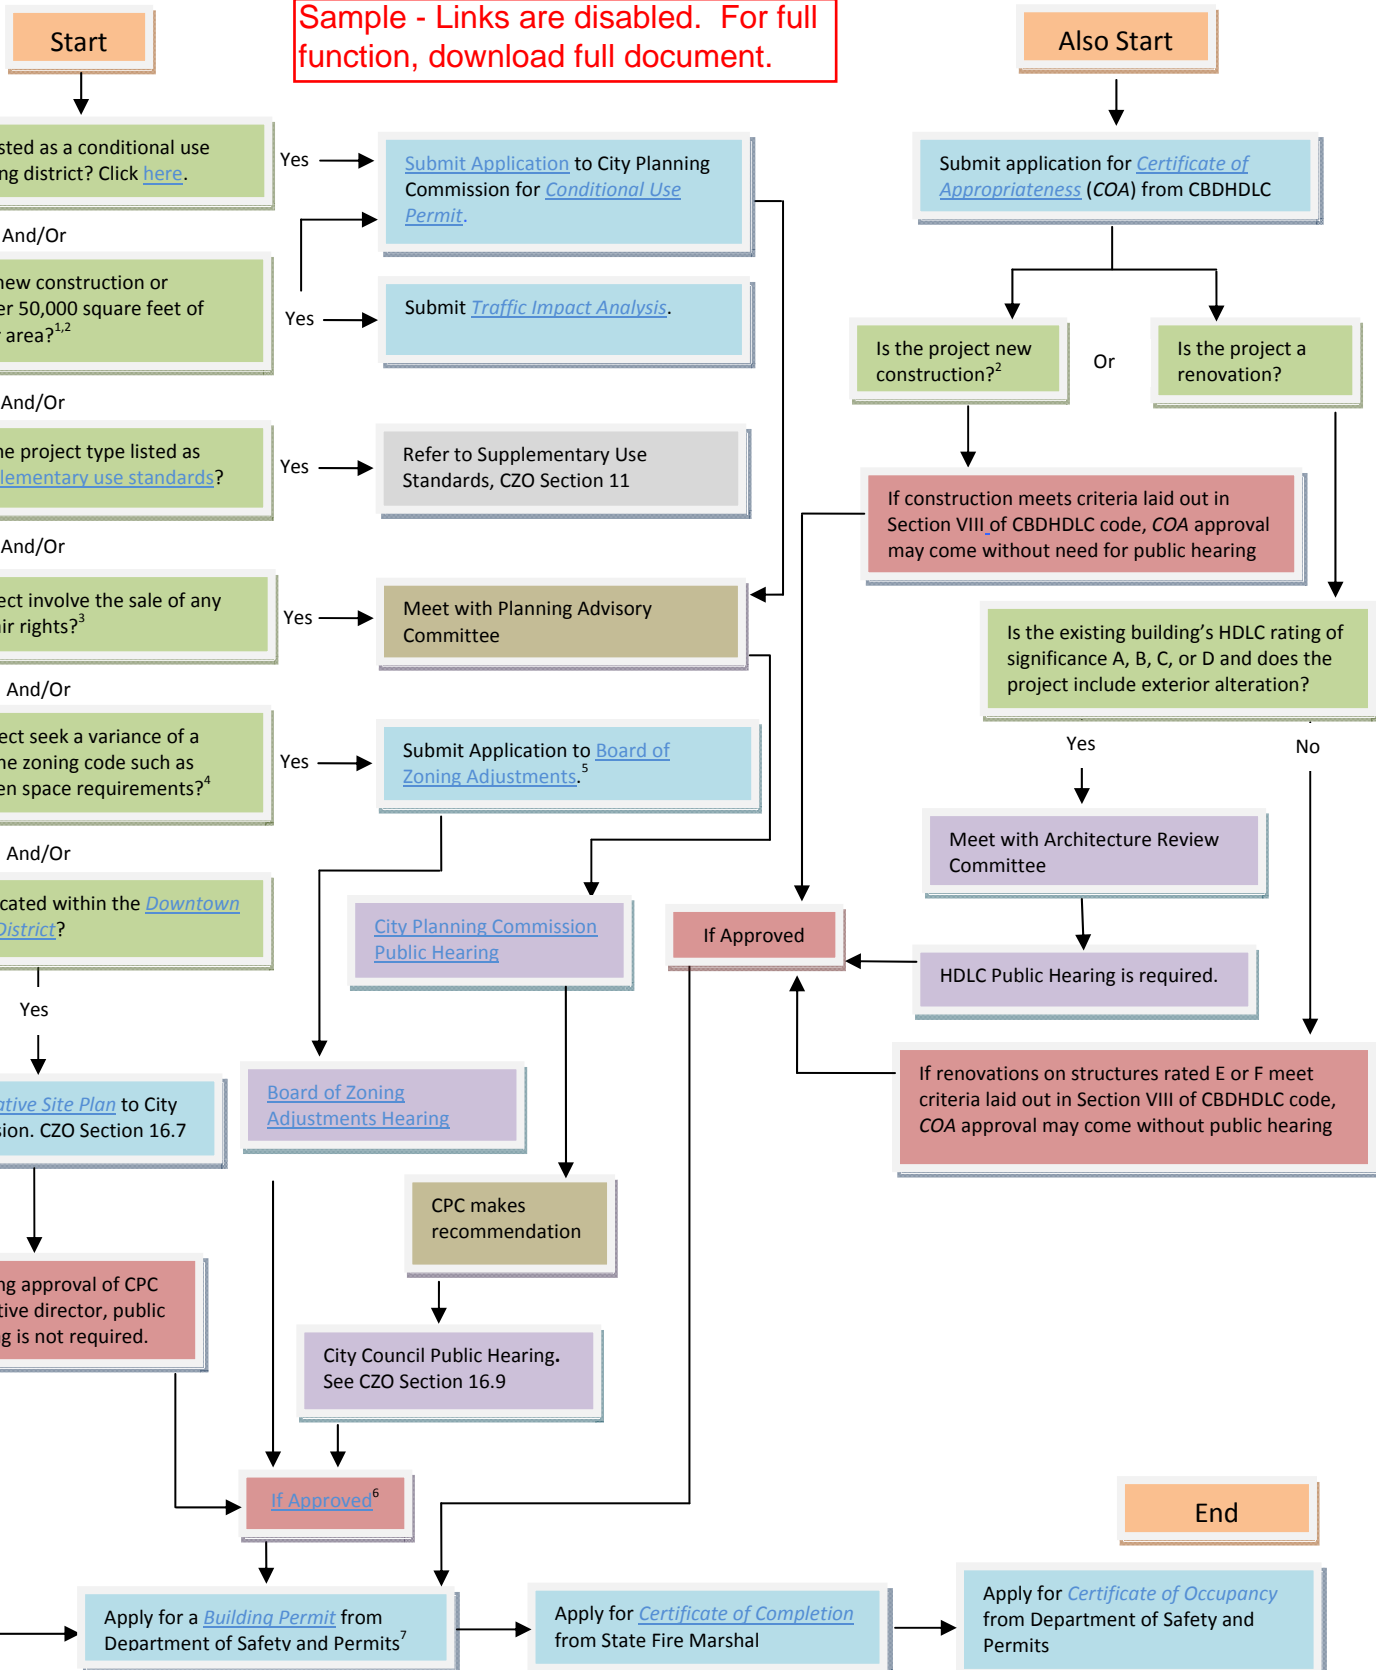 Start
Sample - Links are disabled. For full
function, download full document.
Also Start
sted as a conditional use
ng district? Click here.
Yes
Submit Application to City Planning
Commission for Conditional Use
Permit.
Submit application for Certificate of
Appropriateness (COA) from CBDHDLC
And/Or
new construction or
er 50,000 square feet of
r area?1,2
Yes
Submit Traffic Impact Analysis.
Is the project new
construction?2
Or
Is the project a
renovation?
And/Or
ne project type listed as
lementary use standards?
Yes
Refer to Supplementary Use
Standards, CZO Section 11
If construction meets criteria laid out in
Section VIII of CBDHDLC code, COA approval
may come without need for public hearing
And/Or
ect involve the sale of any
air rights?3
Yes
Meet with Planning Advisory
Committee
Is the existing building's HDLC rating of
significance A, B, C, or D and does the
project include exterior alteration?
And/Or
ect seek a variance of a
ne zoning code such as
en space requirements?4
Yes
Submit Application to Board of
Zoning Adjustments.5
Yes
No
Meet with Architecture Review
Committee
And/Or
cated within the Downtown
District?
City Planning Commission
Public Hearing
If Approved
HDLC Public Hearing is required.
Yes
ative Site Plan to City
sion. CZO Section 16.7
Board of Zoning
Adjustments Hearing
If renovations on structures rated E or F meet
criteria laid out in Section VIII of CBDHDLC code,
COA approval may come without public hearing
CPC makes
recommendation
ng approval of CPC
tive director, public
g is not required.
City Council Public Hearing.
See CZO Section 16.9
If Approved6
End
Apply for a Building Permit from
Department of Safety and Permits7
Apply for Certificate of Completion
from State Fire Marshal
Apply for Certificate of Occupancy
from Department of Safety and
Permits